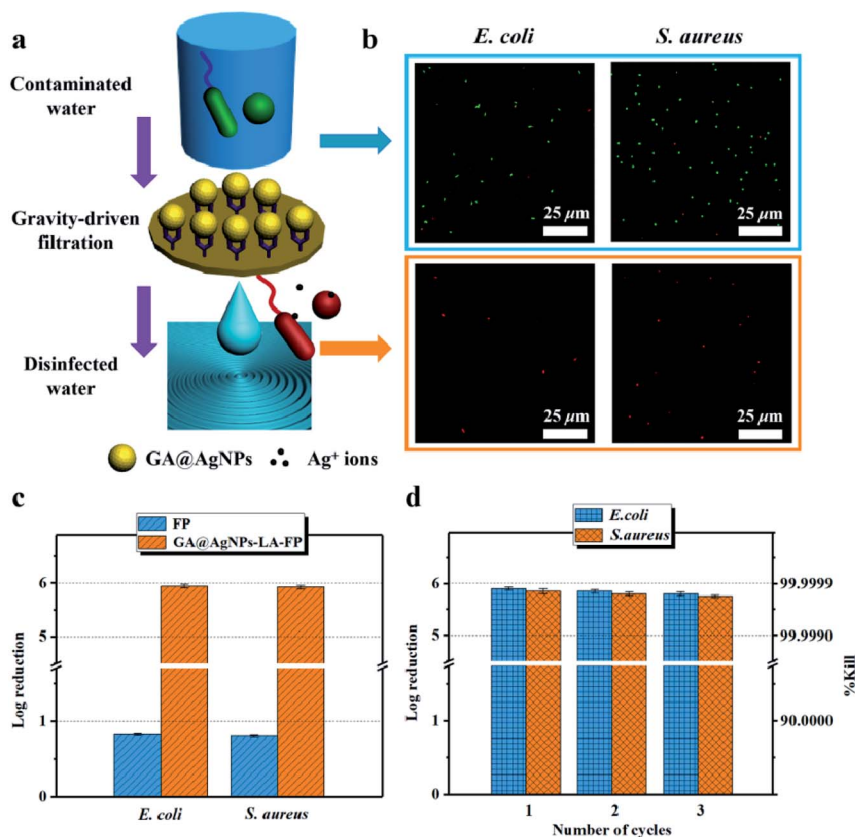 a
Contaminated
water
Gravity-driven
filtration
Disinfected
water
GA@AgNPs
Ag⁺ ions
b
E. coli
S. aureus
25 µm
25 µm
25 µm
25 µm
c
FP
GA@AgNPs-LA-FP
Log reduction
6
5
1
0
E. coli
S. aureus
d
E.coli
S.aureus
Log reduction
6
5
1
0
99.9999
99.9990
90.0000
%Kill
1
2
3
Number of cycles